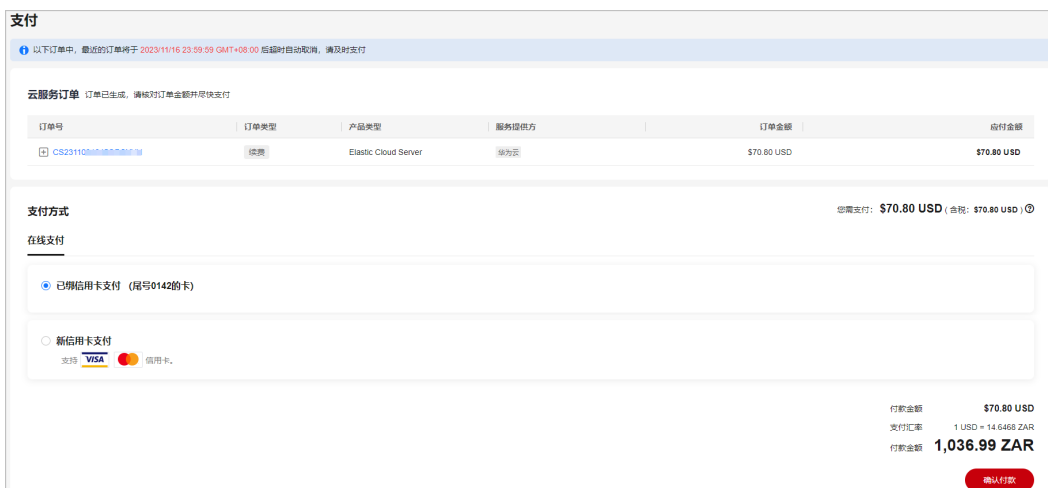 支付
以下订单中，最近的订单将于 2023/11/16 23:59:59 GMT+08:00 后超时自动取消，请及时支付
云服务订单 订单已生成，请核对订单金额并尽快支付
订单号 订单类型 产品类型 服务提供方 订单金额 应付金额
CS23110 续费 Elastic Cloud Server 华为云 $70.80 USD $70.80 USD
支付方式 您需支付：$70.80 USD ( 含税：$70.80 USD )
在线支付
已绑信用卡支付 (尾号0142的卡)
新信用卡支付
支持 VISA 信用卡。
付款金额 $70.80 USD
支付汇率 1 USD = 14.6468 ZAR
付款金额 1,036.99 ZAR
确认付款